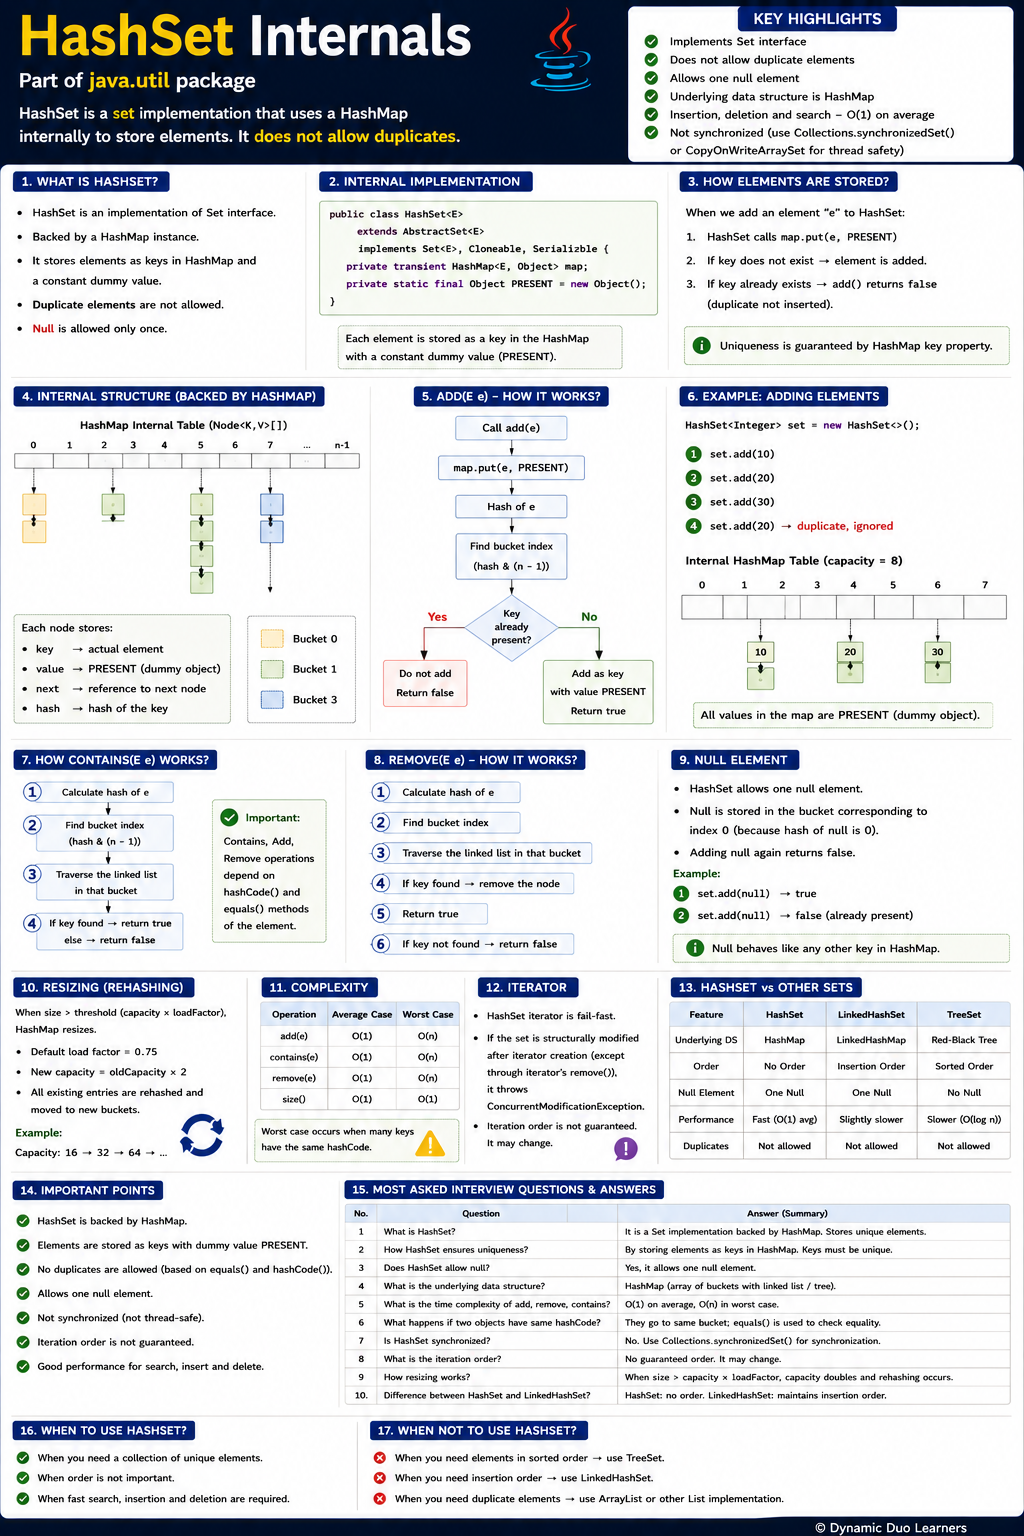 HashSet Internals
Part of java.util package
HashSet is a set implementation that uses a HashMap
internally to store elements. It does not allow duplicates.
KEY HIGHLIGHTS
Implements Set interface
Does not allow duplicate elements
Allows one null element
Underlying data structure is HashMap
Insertion, deletion and search – O(1) on average
Not synchronized (use Collections.synchronizedSet()
or CopyOnWriteArraySet for thread safety)
1. WHAT IS HASHSET?
• HashSet is an implementation of Set interface.
• Backed by a HashMap instance.
• It stores elements as keys in HashMap and
a constant dummy value.
• Duplicate elements are not allowed.
• Null is allowed only once.
2. INTERNAL IMPLEMENTATION
public class HashSet<E>
extends AbstractSet<E>
implements Set<E>, Cloneable, Serializble {
private transient HashMap<E, Object> map;
private static final Object PRESENT = new Object();
}
Each element is stored as a key in the HashMap
with a constant dummy value (PRESENT).
3. HOW ELEMENTS ARE STORED?
When we add an element “e” to HashSet:
1. HashSet calls map.put(e, PRESENT)
2. If key does not exist → element is added.
3. If key already exists → add() returns false
(duplicate not inserted).
i Uniqueness is guaranteed by HashMap key property.
4. INTERNAL STRUCTURE (BACKED BY HASHMAP)
HashMap Internal Table (Node<K,V>[])
0 1 2 3 4 5 6 7 ... n-1
Each node stores:
• key → actual element
• value → PRESENT (dummy object)
• next → reference to next node
• hash → hash of the key
Bucket 0
Bucket 1
Bucket 3
5. ADD(E e) – HOW IT WORKS?
Call add(e)
map.put(e, PRESENT)
Hash of e
Find bucket index
(hash & (n – 1))
Key
already
present?
Yes
No
Do not add
Return false
Add as key
with value PRESENT
Return true
6. EXAMPLE: ADDING ELEMENTS
HashSet<Integer> set = new HashSet<>();
1 set.add(10)
2 set.add(20)
3 set.add(30)
4 set.add(20) → duplicate, ignored
Internal HashMap Table (capacity = 8)
0 1 2 3 4 5 6 7
10 20 30
All values in the map are PRESENT (dummy object).
7. HOW CONTAINS(E e) WORKS?
1 Calculate hash of e
2 Find bucket index
(hash & (n – 1))
3 Traverse the linked list
in that bucket
4 If key found → return true
else → return false
Important:
Contains, Add,
Remove operations
depend on
hashCode() and
equals() methods
of the element.
8. REMOVE(E e) – HOW IT WORKS?
1 Calculate hash of e
2 Find bucket index
3 Traverse the linked list in that bucket
4 If key found → remove the node
5 Return true
6 If key not found → return false
9. NULL ELEMENT
• HashSet allows one null element.
• Null is stored in the bucket corresponding to
index 0 (because hash of null is 0).
• Adding null again returns false.
Example:
1 set.add(null) → true
2 set.add(null) → false (already present)
i Null behaves like any other key in HashMap.
10. RESIZING (REHASHING)
When size > threshold (capacity × loadFactor),
HashMap resizes.
• Default load factor = 0.75
• New capacity = oldCapacity × 2
• All existing entries are rehashed and
moved to new buckets.
Example:
Capacity: 16 → 32 → 64 → ...
11. COMPLEXITY
Operation Average Case Worst Case
add(e) O(1) O(n)
contains(e) O(1) O(n)
remove(e) O(1) O(n)
size() O(1) O(1)
Worst case occurs when many keys
have the same hashCode.
12. ITERATOR
• HashSet iterator is fail-fast.
• If the set is structurally modified
after iterator creation (except
through iterator's remove()),
it throws
ConcurrentModificationException.
• Iteration order is not guaranteed.
It may change.
13. HASHSET vs OTHER SETS
Feature HashSet LinkedHashSet TreeSet
Underlying DS HashMap LinkedHashMap Red-Black Tree
Order No Order Insertion Order Sorted Order
Null Element One Null One Null No Null
Performance Fast (O(1) avg) Slightly slower Slower (O(log n))
Duplicates Not allowed Not allowed Not allowed
14. IMPORTANT POINTS
HashSet is backed by HashMap.
Elements are stored as keys with dummy value PRESENT.
No duplicates are allowed (based on equals() and hashCode()).
Allows one null element.
Not synchronized (not thread-safe).
Iteration order is not guaranteed.
Good performance for search, insert and delete.
15. MOST ASKED INTERVIEW QUESTIONS & ANSWERS
No. Question Answer (Summary)
1 What is HashSet? It is a Set implementation backed by HashMap. Stores unique elements.
2 How HashSet ensures uniqueness? By storing elements as keys in HashMap. Keys must be unique.
3 Does HashSet allow null? Yes, it allows one null element.
4 What is the underlying data structure? HashMap (array of buckets with linked list / tree).
5 What is the time complexity of add, remove, contains? O(1) on average, O(n) in worst case.
6 What happens if two objects have same hashCode? They go to same bucket; equals() is used to check equality.
7 Is HashSet synchronized? No. Use Collections.synchronizedSet() for synchronization.
8 What is the iteration order? No guaranteed order. It may change.
9 How resizing works? When size > capacity × loadFactor, capacity doubles and rehashing occurs.
10. Difference between HashSet and LinkedHashSet? HashSet: no order. LinkedHashSet: maintains insertion order.
16. WHEN TO USE HASHSET?
When you need a collection of unique elements.
When order is not important.
When fast search, insertion and deletion are required.
17. WHEN NOT TO USE HASHSET?
When you need elements in sorted order → use TreeSet.
When you need insertion order → use LinkedHashSet.
When you need duplicate elements → use ArrayList or other List implementation.
© Dynamic Duo Learners